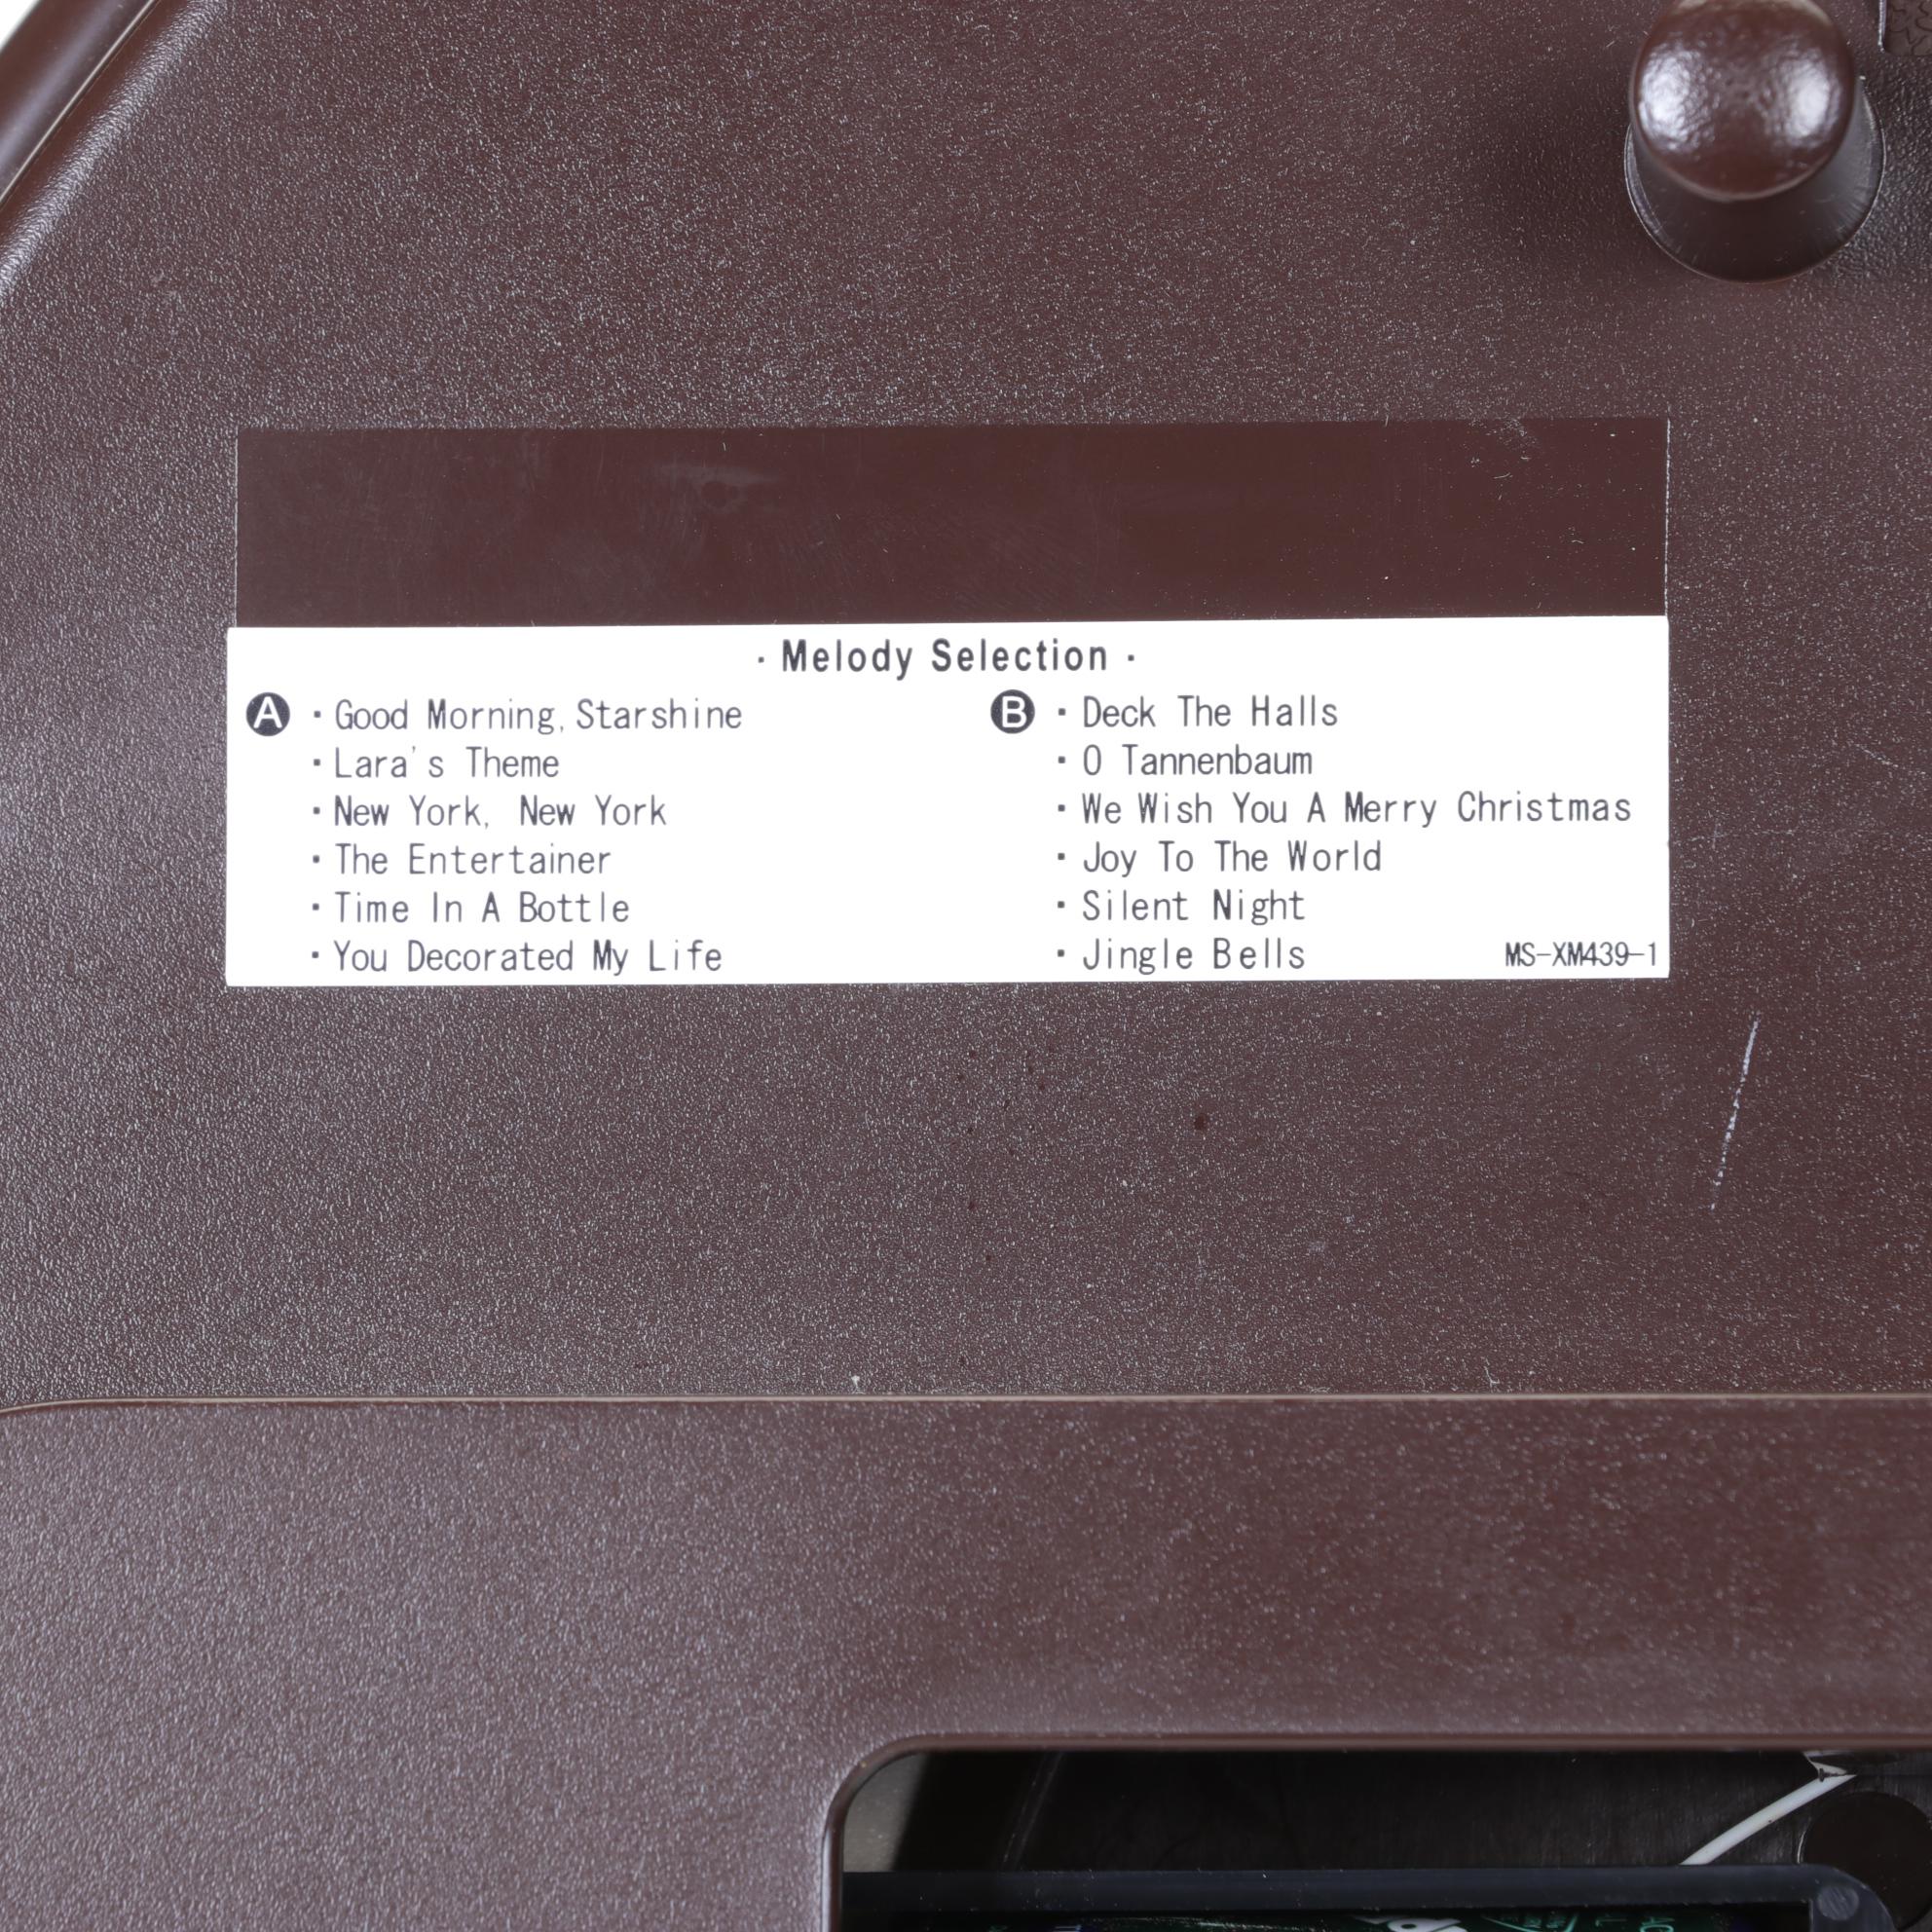 · Melody Selection ·
A · Good Morning, Starshine
· Lara's Theme
· New York, New York
· The Entertainer
· Time In A Bottle
· You Decorated My Life
B · Deck The Halls
· O Tannenbaum
· We Wish You A Merry Christmas
· Joy To The World
· Silent Night
· Jingle Bells
MS-XM439-1